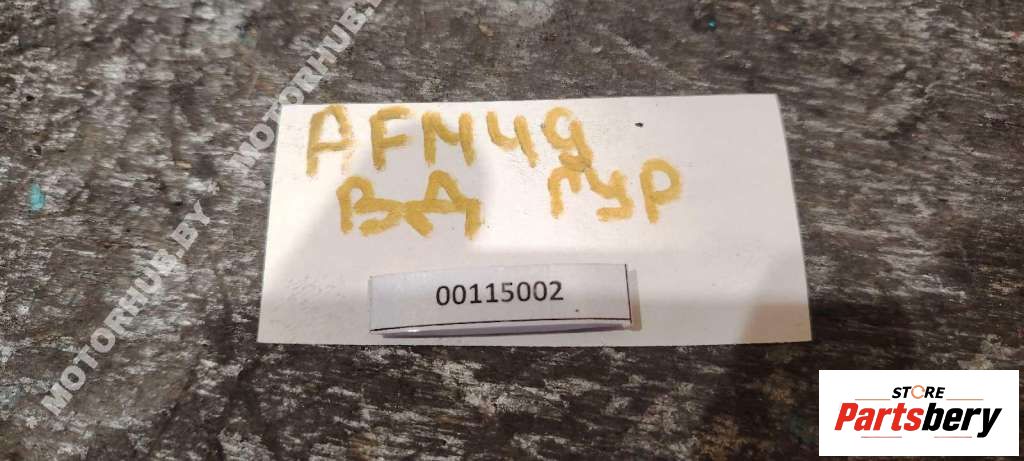 MOTORHUB.BY
MOTORHUB.BY
AFM49
ВД ГУР
00115002
STORE
Partsbery